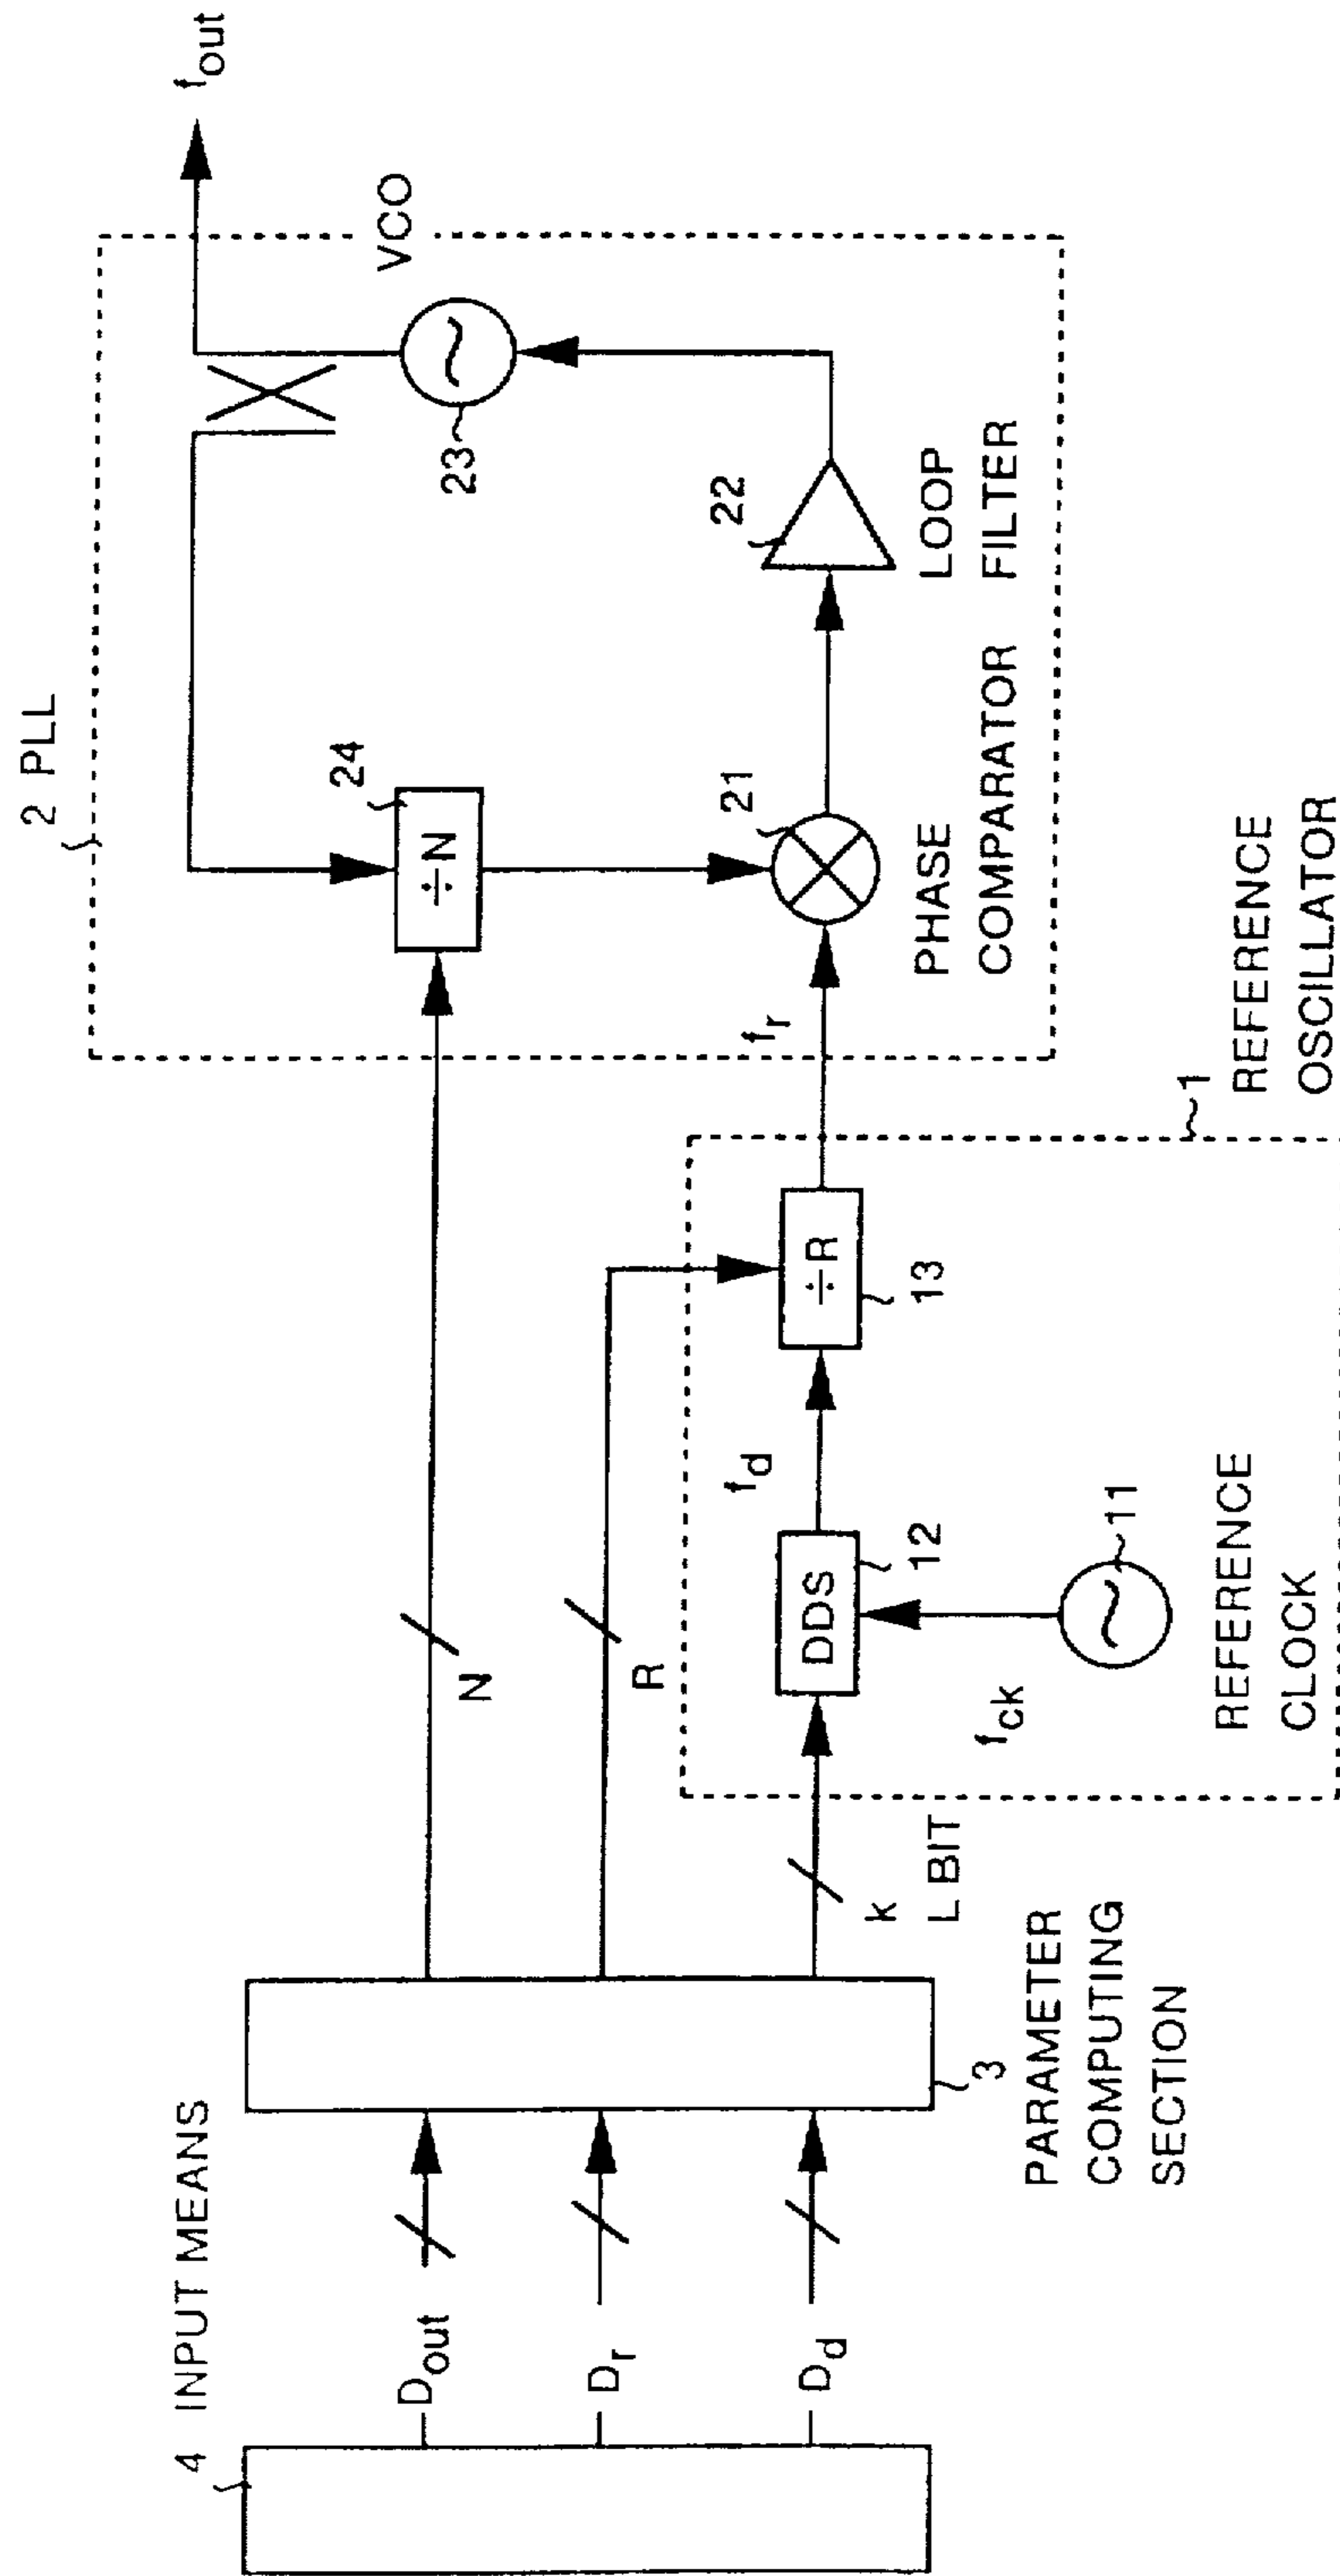 4 INPUT MEANS
D_out
D_r
D_d
3
PARAMETER
COMPUTING
SECTION
N
R
k
L BIT
f_ck
DDS
12
11
REFERENCE
CLOCK
f_d
÷R
13
1
REFERENCE
OSCILLATOR
f_r
2 PLL
÷N
24
21
PHASE
COMPARATOR
22
LOOP
FILTER
23
VCO
f_out